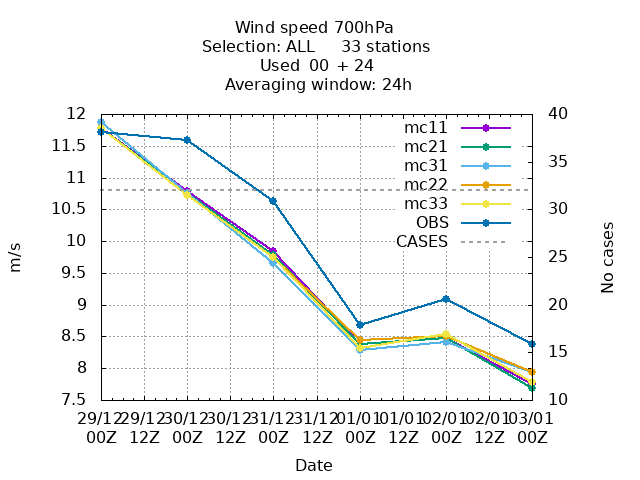 Wind speed 700hPa
Selection: ALL 33 stations
Used 00 + 24
Averaging window: 24h
12
11.5
11
10.5
10
9.5
9
8.5
8
7.5
40
35
30
25
20
15
10
mc11
mc21
mc31
mc22
mc33
OBS
CASES
m/s
No cases
29/12 29/12 30/12 30/12 31/12 31/12 01/01 01/01 02/01 02/01 03/01
00Z 12Z 00Z 12Z 00Z 12Z 00Z 12Z 00Z 12Z 00Z
Date